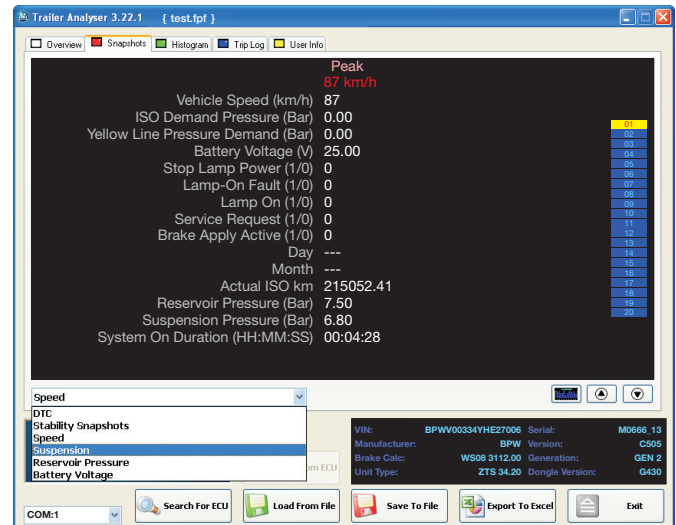 Trailer Analyser 3.22.1 { test.fpf }
Overview Snapshots Histogram Trip Log User Info
Peak
87 km/h
Vehicle Speed (km/h) 87
ISO Demand Pressure (Bar) 0.00
Yellow Line Pressure Demand (Bar) 0.00
Battery Voltage (V) 25.00
Stop Lamp Power (1/0) 0
Lamp-On Fault (1/0) 0
Lamp On (1/0) 0
Service Request (1/0) 0
Brake Apply Active (1/0) 0
Day ---
Month ---
Actual ISO km 215052.41
Reservoir Pressure (Bar) 7.50
Suspension Pressure (Bar) 6.80
System On Duration (HH:MM:SS) 00:04:28
01
02
03
04
05
06
07
08
09
10
11
12
13
14
15
16
17
18
19
20
Speed
DTC
Stability Snapshots
Speed
Suspension
Reservoir Pressure
Battery Voltage
om ECU
VIN: BPWV00334YHE27006 Serial: M0666_13
Manufacturer: BPW Version: C505
Brake Calc: WS08 3112.00 Generation: GEN 2
Unit Type: ZTS 34.20 Dongle Version: G430
COM:1 Search For ECU Load From File Save To File Export To Excel Exit